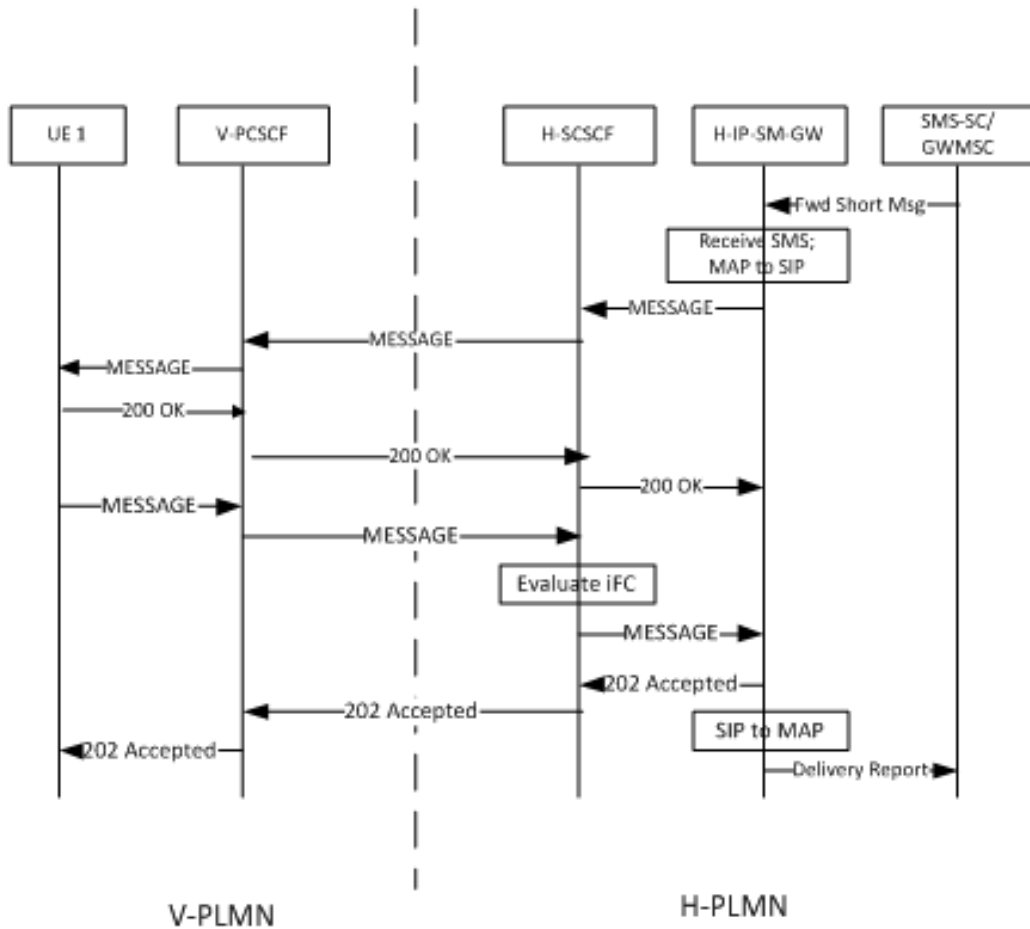 UE 1
V-PCSCF
H-SCSCF
H-IP-SM-GW
SMS-SC/
GWMSC
Fwd Short Msg
Receive SMS;
MAP to SIP
MESSAGE
MESSAGE
MESSAGE
200 OK
200 OK
200 OK
MESSAGE
MESSAGE
Evaluate iFC
MESSAGE
202 Accepted
202 Accepted
SIP to MAP
202 Accepted
Delivery Report
V-PLMN
H-PLMN